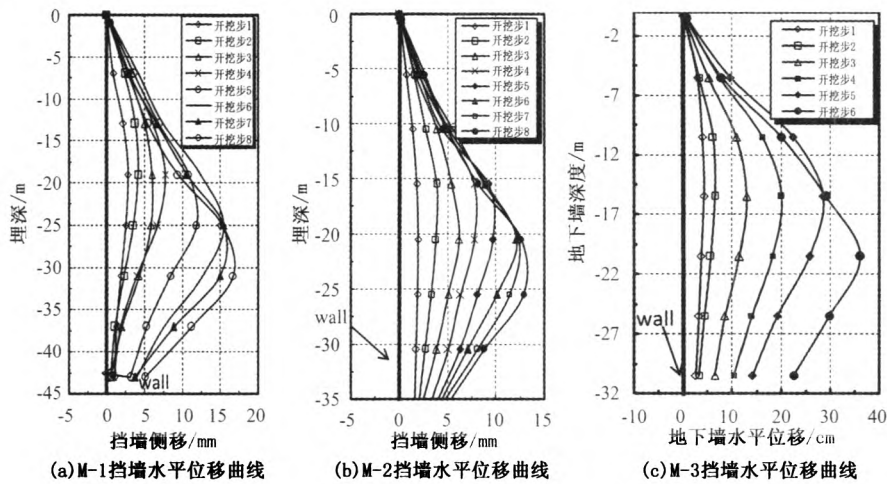 0
-5
-10
-15
-20
-25
-30
-35
-40
-45
埋深/m
开挖步1
开挖步2
开挖步3
开挖步4
开挖步5
开挖步6
开挖步7
开挖步8
wall
-5
0
5
10
15
20
挡墙侧移/mm
(a)M-1挡墙水平位移曲线
0
-5
-10
-15
-20
-25
-30
-35
埋深/m
开挖步1
开挖步2
开挖步3
开挖步4
开挖步5
开挖步6
开挖步7
开挖步8
wall
-5
0
5
10
15
挡墙侧移/mm
(b)M-2挡墙水平位移曲线
0
-5
-7
-11
-15
-21
-29
-32
地下墙深度/m
开挖步1
开挖步2
开挖步3
开挖步4
开挖步5
开挖步6
wall
-10
0
10
20
30
40
地下墙水平位移/cm
(c)M-3挡墙水平位移曲线